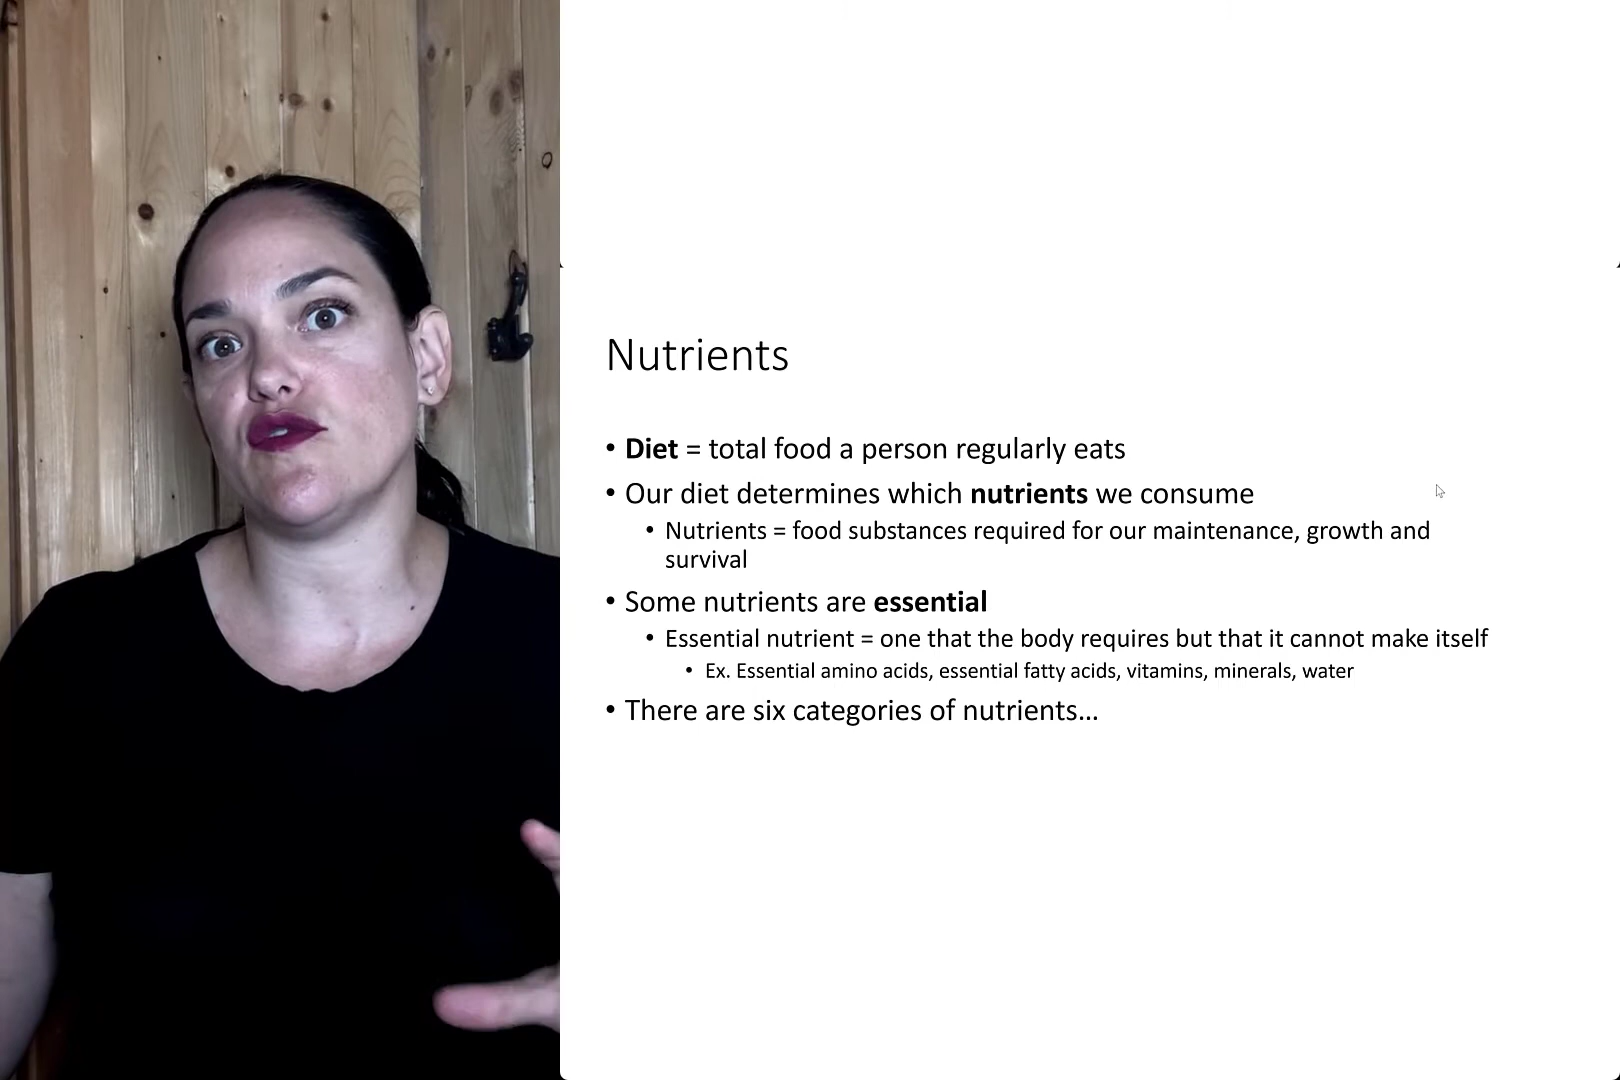 Nutrients
• Diet = total food a person regularly eats
• Our diet determines which nutrients we consume
• Nutrients = food substances required for our maintenance, growth and
survival
• Some nutrients are essential
• Essential nutrient = one that the body requires but that it cannot make itself
• Ex. Essential amino acids, essential fatty acids, vitamins, minerals, water
• There are six categories of nutrients…